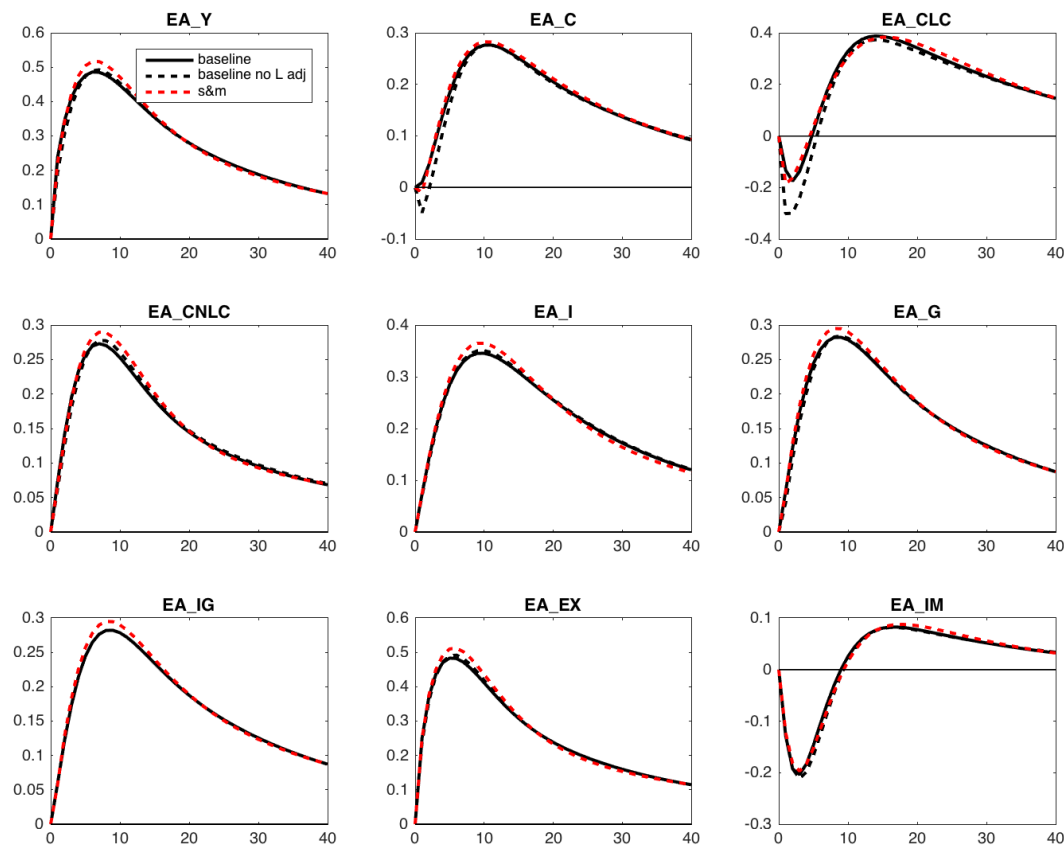 EA_Y EA_C EA_CLC
0.6 0.3 0.4
baseline
baseline no L adj
s&m
0.5
0.4 0.2 0.2
0.3 0.1 0
0.2 0 -0.2
0.1
0 -0.1 -0.4
0 10 20 30 40 0 10 20 30 40 0 10 20 30 40
EA_CNLC EA_I EA_G
0.3 0.4 0.3
0.25 0.25
0.3
0.2 0.2
0.15 0.2 0.15
0.1 0.1
0.1
0.05 0.05
0 0 0
0 10 20 30 40 0 10 20 30 40 0 10 20 30 40
EA_IG EA_EX EA_IM
0.3 0.6 0.1
0.25 0.5
0.2 0.4 0
0.15 0.3 -0.1
0.1 0.2
-0.2
0.05 0.1
0 0 -0.3
0 10 20 30 40 0 10 20 30 40 0 10 20 30 40